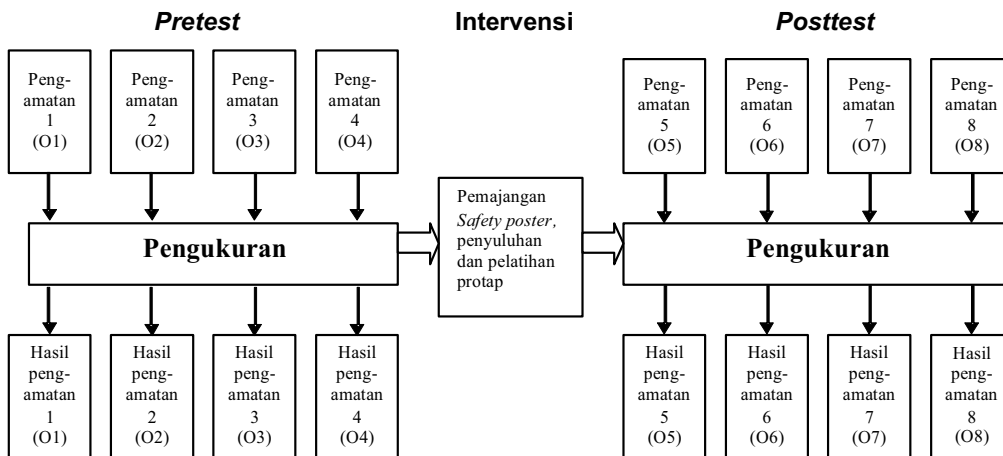 Pretest
Intervensi
Posttest
Peng-
amatan
1
(O1)
Peng-
amatan
2
(O2)
Peng-
amatan
3
(O3)
Peng-
amatan
4
(O4)
Peng-
amatan
5
(O5)
Peng-
amatan
6
(O6)
Peng-
amatan
7
(O7)
Peng-
amatan
8
(O8)
Pengukuran
Pemajangan
Safety poster,
penyuluhan
dan pelatihan
protap
Pengukuran
Hasil
peng-
amatan
1
(O1)
Hasil
peng-
amatan
2
(O2)
Hasil
peng-
amatan
3
(O3)
Hasil
peng-
amatan
4
(O4)
Hasil
peng-
amatan
5
(O5)
Hasil
peng-
amatan
6
(O6)
Hasil
peng-
amatan
7
(O7)
Hasil
peng-
amatan
8
(O8)